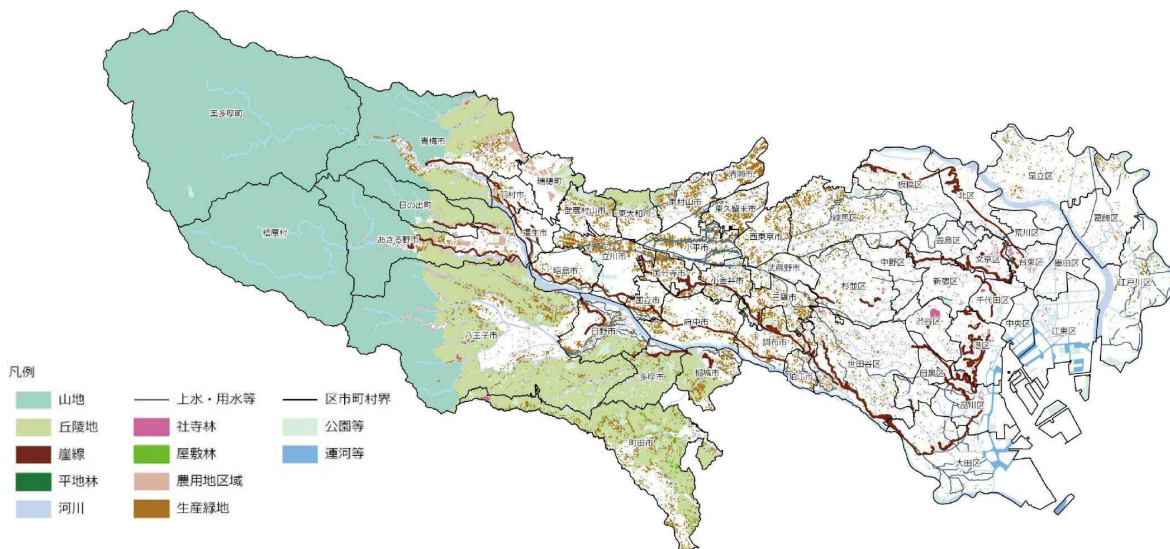 奥多摩町
青梅市
日の出町
檜原村
あきる野市
瑞穂町
羽村市
福生市
武蔵村山市
東大和市
東村山市
清瀬市
東久留米市
立川市
小平市
西東京市
昭島市
国分寺市
小金井市
武蔵野市
国立市
府中市
三鷹市
調布市
狛江市
八王子市
日野市
多摩市
稲城市
町田市
板橋区
北区
足立区
練馬区
豊島区
荒川区
葛飾区
文京区
台東区
墨田区
中野区
新宿区
杉並区
千代田区
江戸川区
渋谷区
中央区
江東区
港区
世田谷区
目黒区
品川区
大田区
凡例
山地
丘陵地
崖線
平地林
河川
上水・用水等
社寺林
屋敷林
農用地区域
生産緑地
区市町村界
公園等
運河等